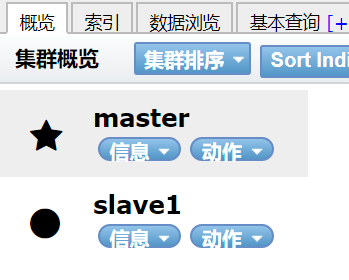 概览 索引 数据浏览 基本查询 [+
集群概览 集群排序 Sort Indi
master
信息 动作
slave1
信息 动作